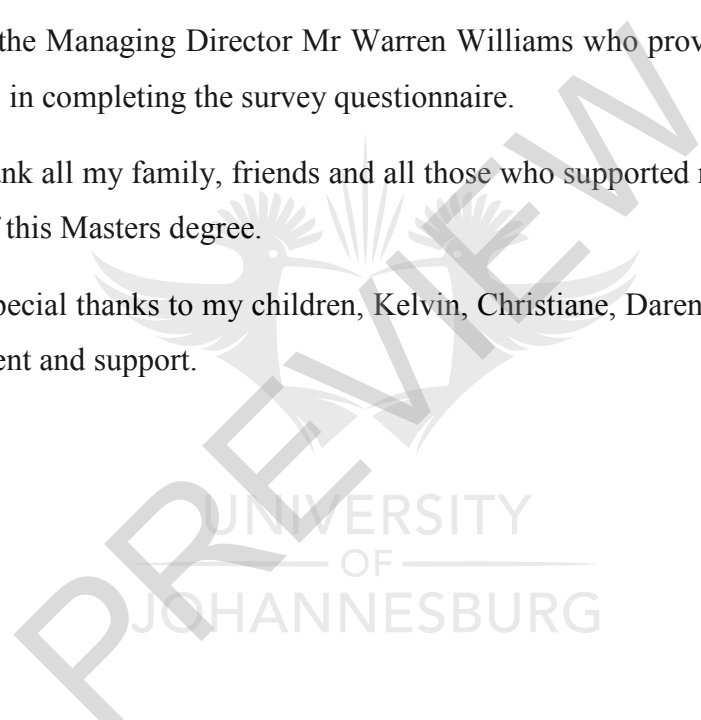 the Managing Director Mr Warren Williams who prov
in completing the survey questionnaire.
nk all my family, friends and all those who supported
this Masters degree.
pecial thanks to my children, Kelvin, Christiane, Daren
ent and support.
PREVIEW
UNIVERSITY
OF
JOHANNESBURG